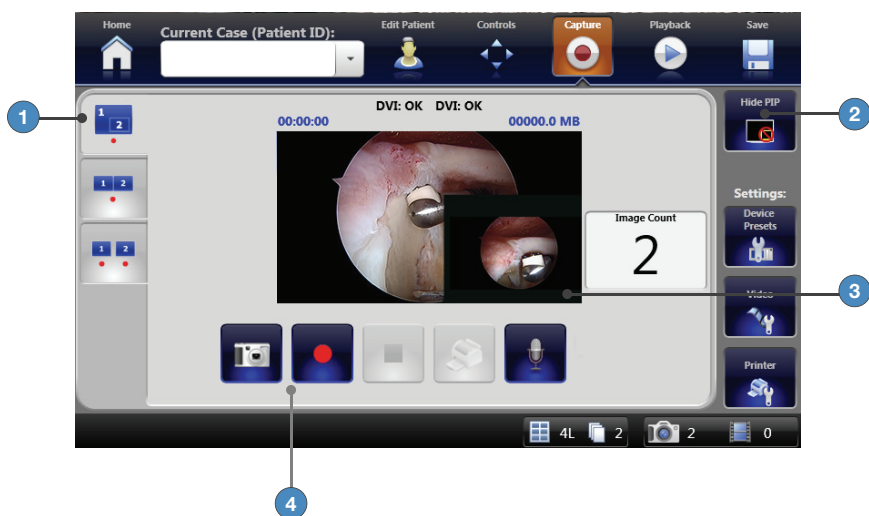 Home
Current Case (Patient ID):
Edit Patient
Controls
Capture
Playback
Save
1
1
2
DVI: OK DVI: OK
00:00:00
00000.0 MB
Hide PIP
2
1 2
Settings:
Device
Presets
Image Count
2
1 2
Video
3
Printer
4L
2
2
0
4